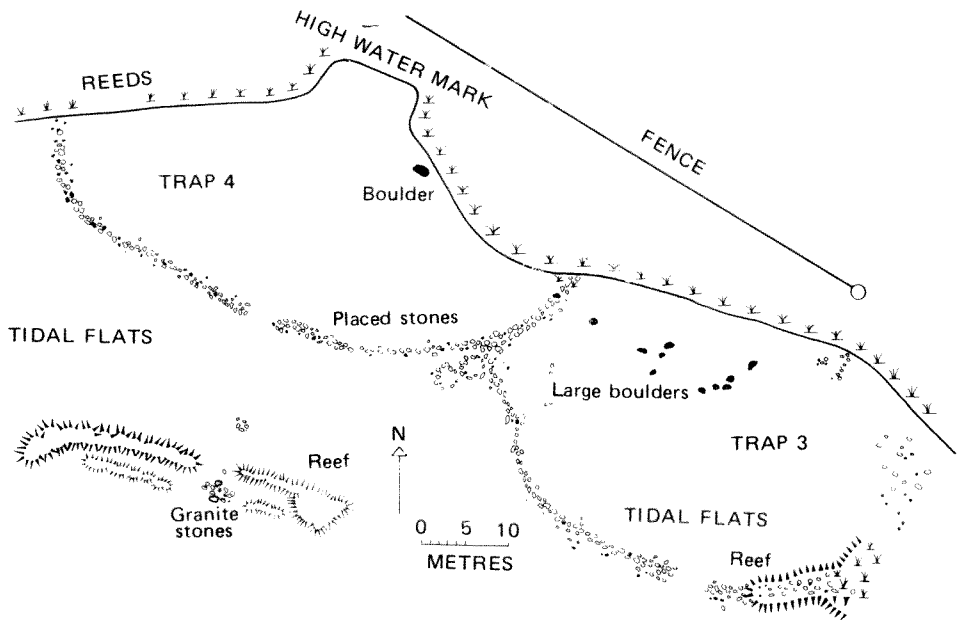 HIGH WATER MARK
REEDS
FENCE
TRAP 4
Boulder
Placed stones
TIDAL FLATS
Large boulders
TRAP 3
N
Reef
Granite
stones
0 5 10
METRES
TIDAL FLATS
Reef